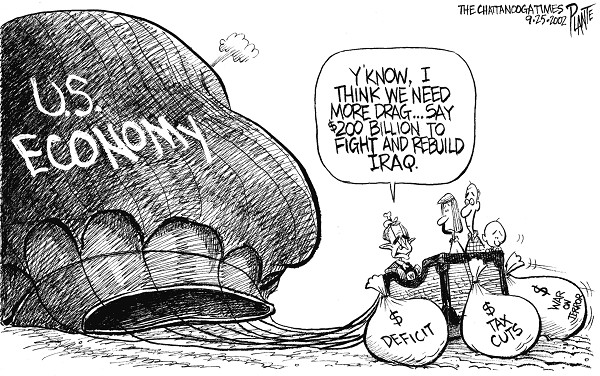 THE CHATTANOOGA TIMES
9·25·2002
PLANTE
U.S.
ECONOMY
Y'KNOW, I
THINK WE NEED
MORE DRAG... SAY
$200 BILLION TO
FIGHT AND REBUILD
IRAQ.
$
DEFICIT
$
TAX
CUTS
$
WAR
ON
TERROR